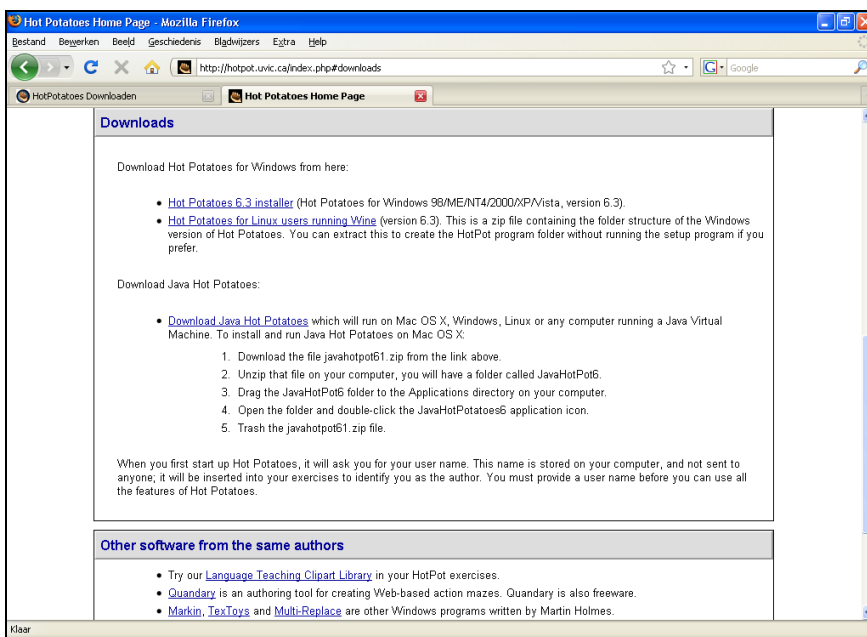 Hot Potatoes Home Page - Mozilla Firefox
Bestand Bewerken Beeld Geschiedenis Bladwijzers Extra Help
http://hotpot.uvic.ca/index.php#downloads
G Google
HotPotatoes Downloaden
Hot Potatoes Home Page
Downloads
Download Hot Potatoes for Windows from here:
• Hot Potatoes 6.3 installer (Hot Potatoes for Windows 98/ME/NT4/2000/XP/Vista, version 6.3).
• Hot Potatoes for Linux users running Wine (version 6.3). This is a zip file containing the folder structure of the Windows
version of Hot Potatoes. You can extract this to create the HotPot program folder without running the setup program if you
prefer.
Download Java Hot Potatoes:
• Download Java Hot Potatoes which will run on Mac OS X, Windows, Linux or any computer running a Java Virtual
Machine. To install and run Java Hot Potatoes on Mac OS X:
1. Download the file javahotpot61.zip from the link above.
2. Unzip that file on your computer, you will have a folder called JavaHotPot6.
3. Drag the JavaHotPot6 folder to the Applications directory on your computer.
4. Open the folder and double-click the JavaHotPotatoes6 application icon.
5. Trash the javahotpot61.zip file.
When you first start up Hot Potatoes, it will ask you for your user name. This name is stored on your computer, and not sent to
anyone; it will be inserted into your exercises to identify you as the author. You must provide a user name before you can use all
the features of Hot Potatoes.
Other software from the same authors
• Try our Language Teaching Clipart Library in your HotPot exercises.
• Quandary is an authoring tool for creating Web-based action mazes. Quandary is also freeware.
• Markin, TexToys and Multi-Replace are other Windows programs written by Martin Holmes.
Klaar